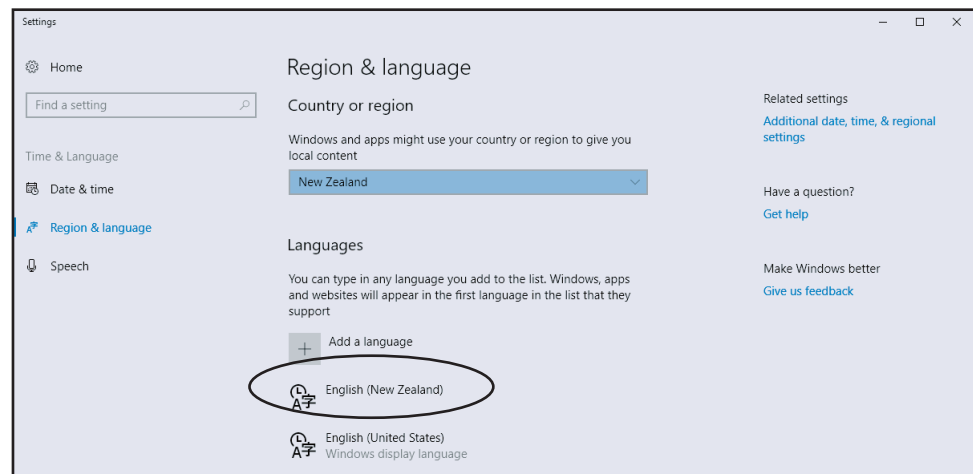 Settings
Home
Find a setting
Time & Language
Date & time
Region & language
Speech
Region & language
Country or region
Windows and apps might use your country or region to give you
local content
New Zealand
Languages
You can type in any language you add to the list. Windows, apps
and websites will appear in the first language in the list that they
support
Add a language
English (New Zealand)
English (United States)
Windows display language
Related settings
Additional date, time, & regional
settings
Have a question?
Get help
Make Windows better
Give us feedback